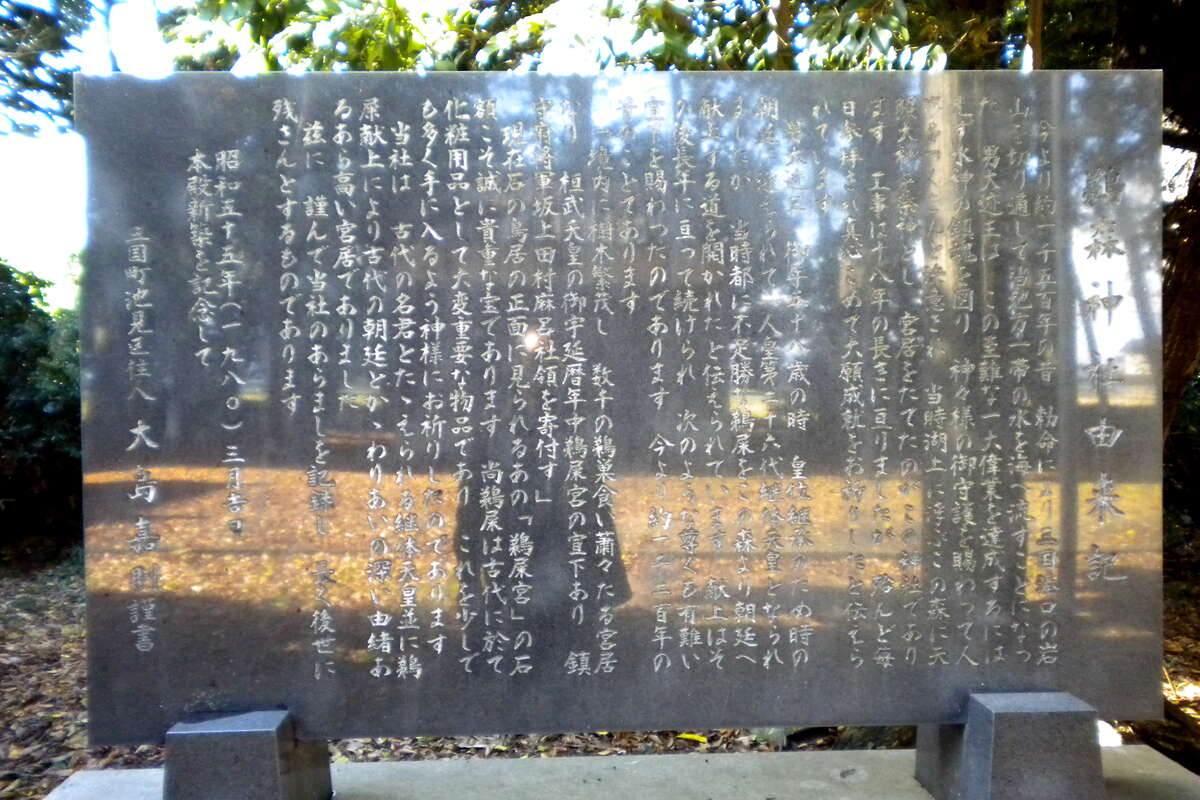 鵜森神社由来記
今より約一千五百年の昔 勅命により三国港口の岩
山を切り通して当地方一帯の水を海へ流すことになっ
た 男大迹王は この至難な一大偉業を達成するには
水神の鎮魂を図り 神々様の御守護を賜わって人
当時湖上に浮ぶこの森に天
宮居をたてたのがこの神社であり
ます 工事は十八年の長きに亘りましたが 殆んど毎
日参拝され真心こめて大願成就をお祈りしたと伝えら
れています
男大迹王 御年五十八歳の時 皇位継承のため時の
朝廷に迎えられて 人皇第二十六代継体天皇となられ
ましたが 当時都に不足勝の鵜屎をこの森より朝廷へ
献上する道を開かれたと伝えられています 献上はそ
の後長年に亘って続けられ 次のような尊くも有難い
宣下を賜わったのであります 今より約一千二百年の
ことであります
「境内に樹木繁茂し 数千の鵜巣食い蕭々たる宮居
なり 桓武天皇の御宇延暦年中鵜屎宮の宣下あり 鎮
守府将軍坂上田村麻呂社領を寄付す」
現在石の鳥居の正面に見られるあの「鵜屎宮」の石
額こそ誠に貴重な宝であります 尚鵜屎は古代に於て
化粧用品として大変重要な物品であり これを少して
も多く手に入るよう神様にお祈りしたのであります
当社は 古代の名君とたゝえられる継体天皇並に鵜
屎献上により古代の朝廷とかゝわりあいの深い由緒あ
るあら高い宮居でありました
茲に 謹んで当社のあらましを記録し 長く後世に
残さんとするものであります
昭和五十五年(一九八〇)三月吉日
本殿新築を記念して
三国町池見区住人 大島嘉則謹書